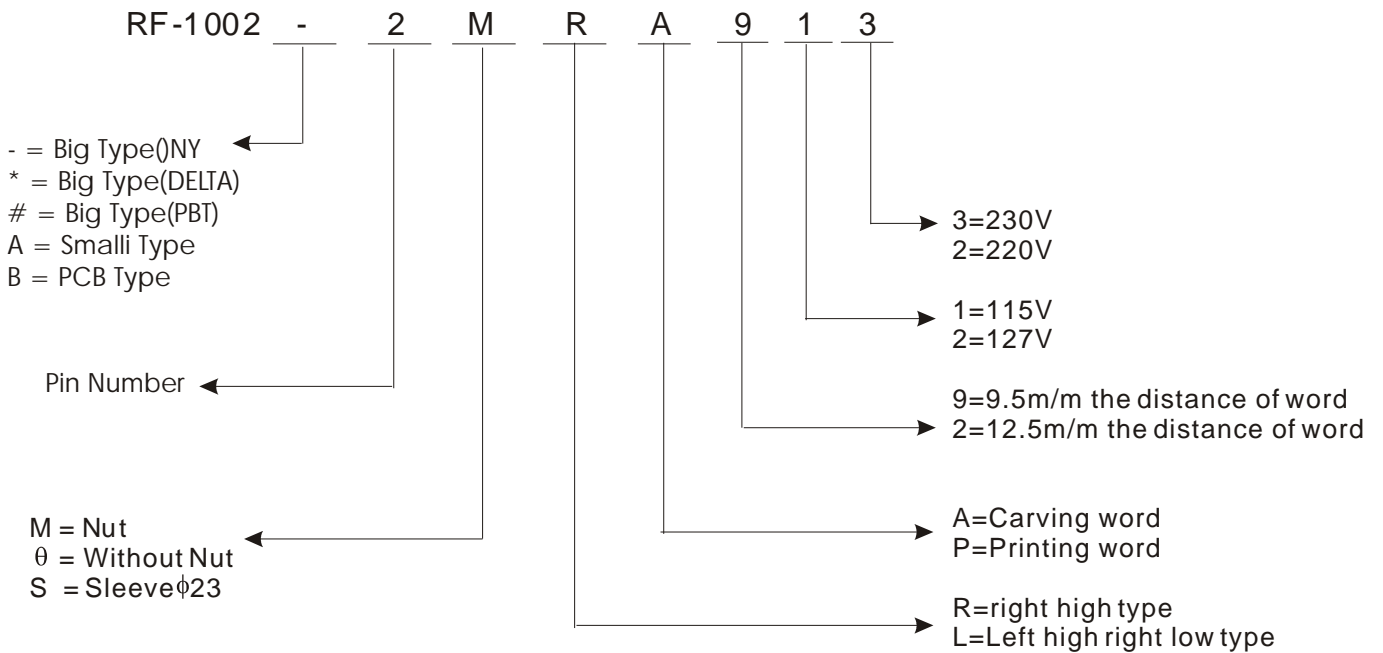 RF-1002 - 2 M R A 9 1 3
- = Big Type()NY
* = Big Type(DELTA)
# = Big Type(PBT)
A = Smalli Type
B = PCB Type
Pin Number
M = Nut
θ = Without Nut
S = Sleeveϕ23
3=230V
2=220V
1=115V
2=127V
9=9.5m/m the distance of word
2=12.5m/m the distance of word
A=Carving word
P=Printing word
R=right high type
L=Left high right low type